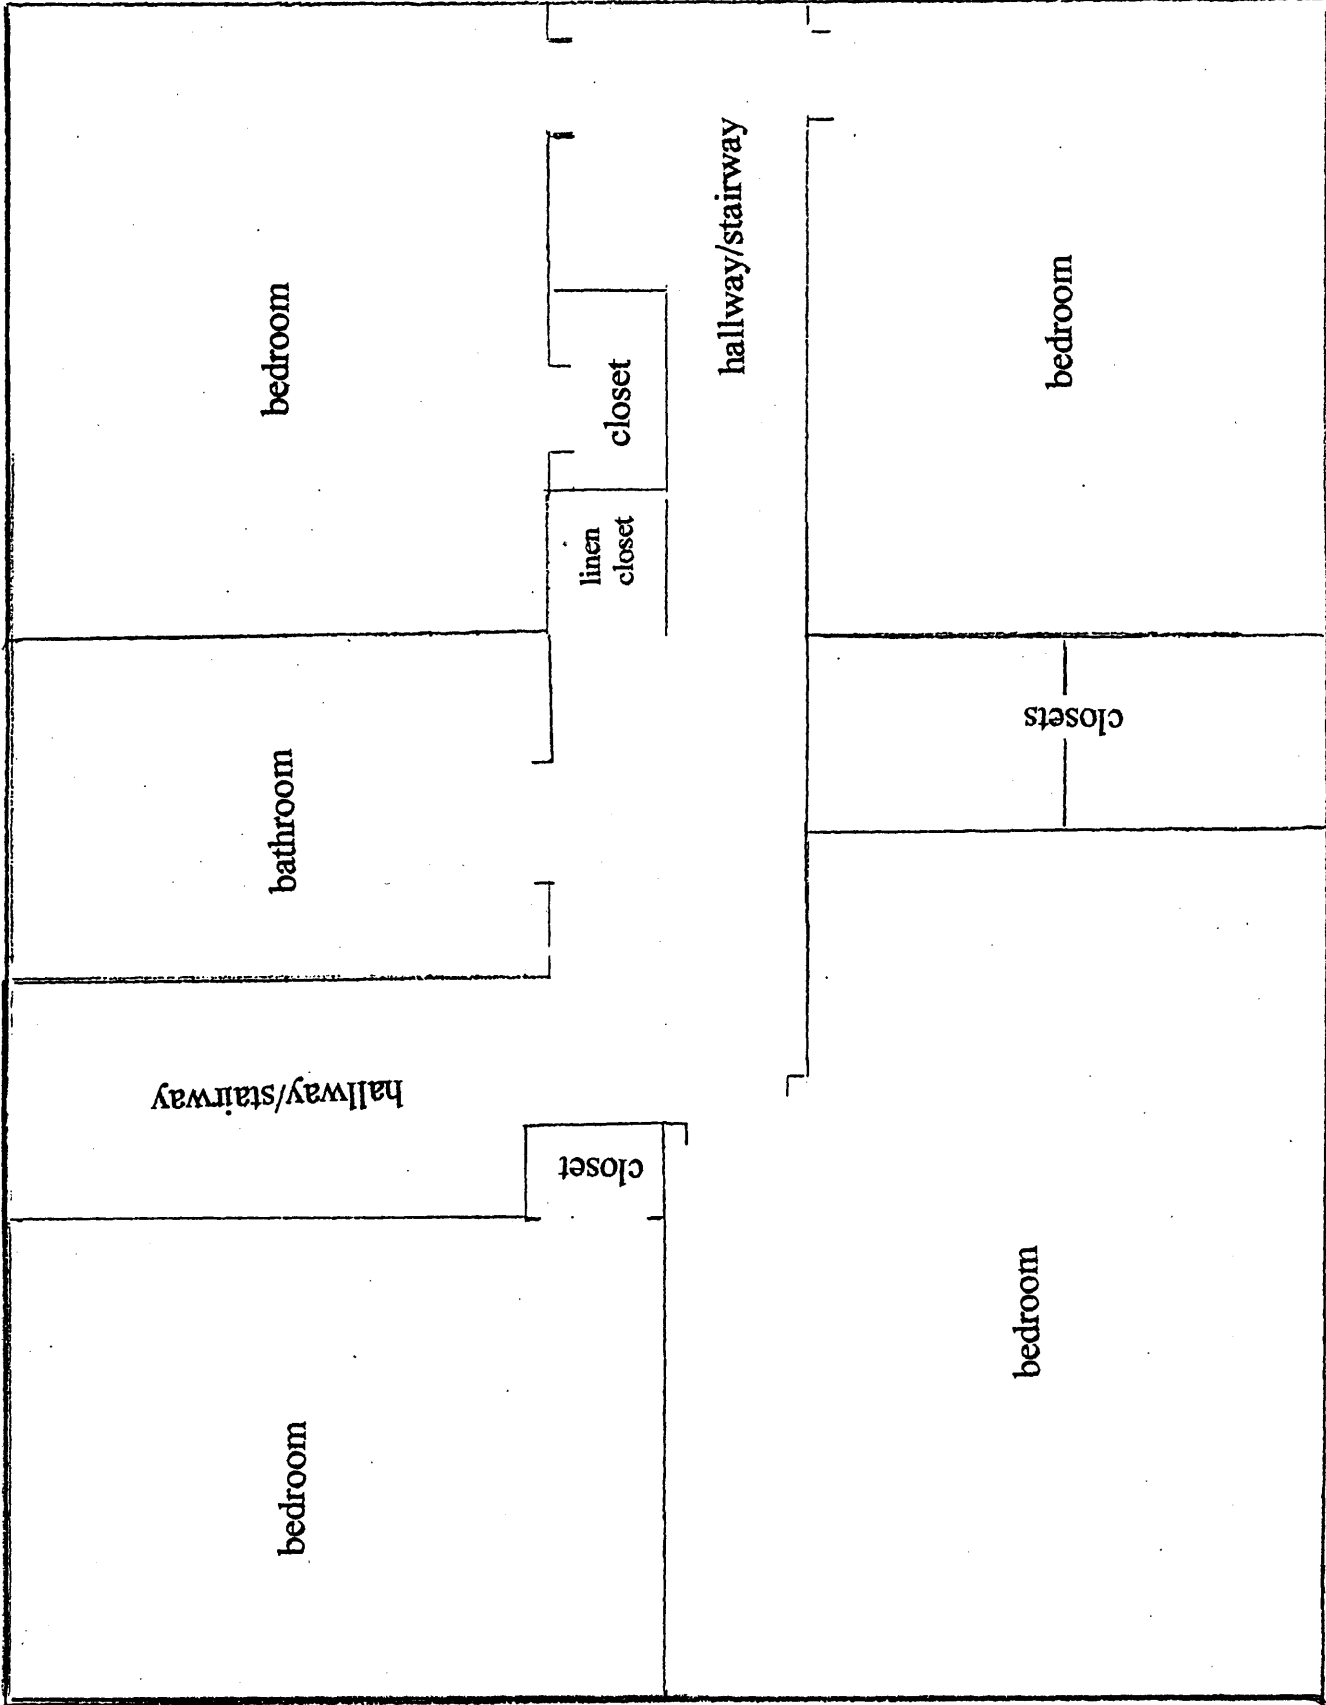 bedroom
closet
hallway/stairway
bedroom
linen
closet
bathroom
closets
hallway/stairway
closet
bedroom
bedroom